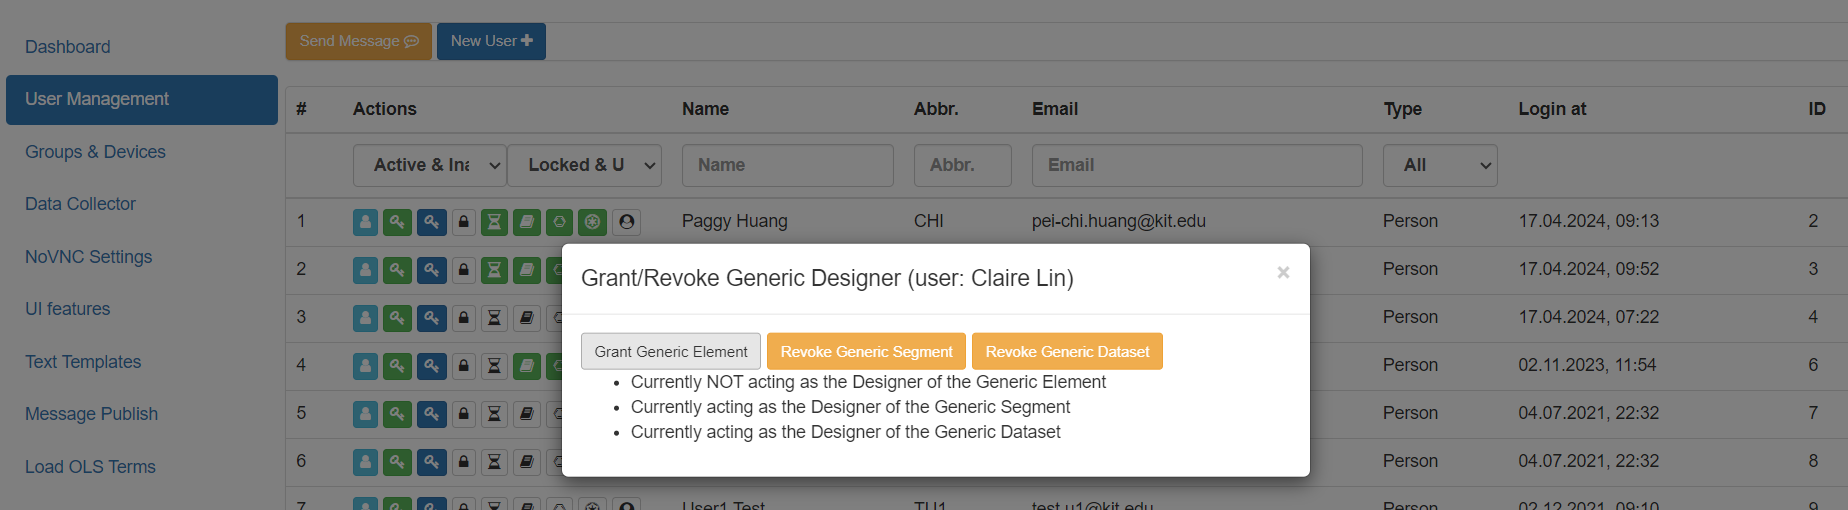 Dashboard
User Management
Groups & Devices
Data Collector
NoVNC Settings
UI features
Text Templates
Message Publish
Load OLS Terms
Send Message New User
# Actions Name Abbr. Email Type Login at ID
Active & Ina Locked & U Name Abbr. Email All
1 Paggy Huang CHI pei-chi.huang@kit.edu Person 17.04.2024, 09:13 2
2 Person 17.04.2024, 09:52 3
3 Person 17.04.2024, 07:22 4
4 Person 02.11.2023, 11:54 6
5 Person 04.07.2021, 22:32 7
6 Person 04.07.2021, 22:32 8
7 User1 Test TU1 test.u1@kit.edu Person 02.12.2021, 09:10 9
Grant/Revoke Generic Designer (user: Claire Lin) ×
Grant Generic Element Revoke Generic Segment Revoke Generic Dataset
• Currently NOT acting as the Designer of the Generic Element
• Currently acting as the Designer of the Generic Segment
• Currently acting as the Designer of the Generic Dataset